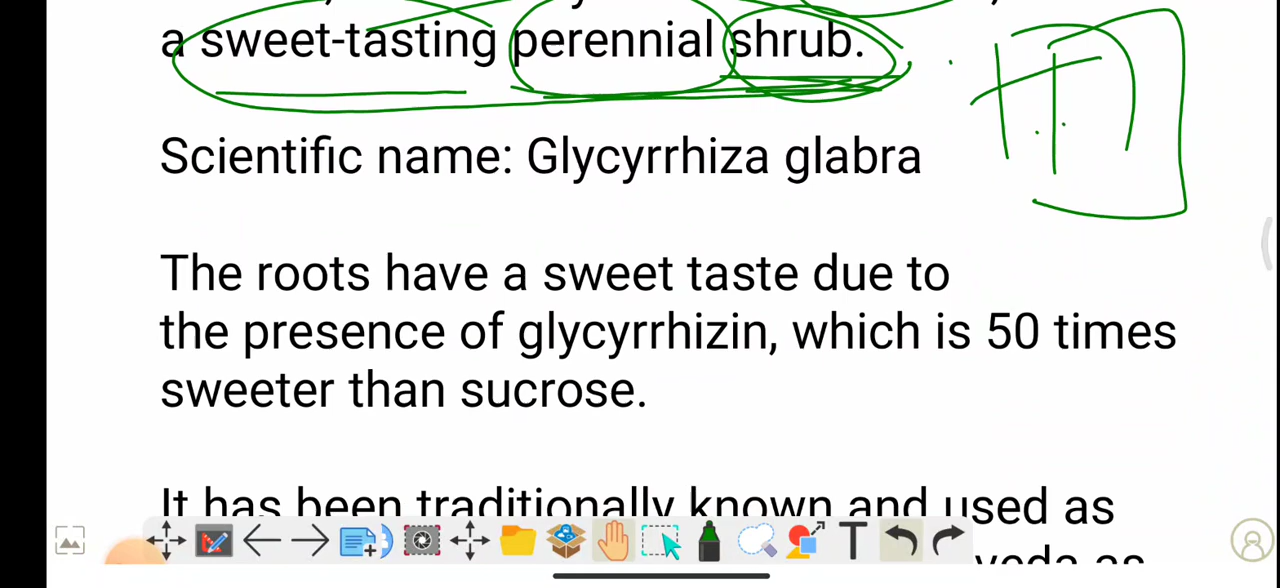 a sweet-tasting perennial shrub.
Scientific name: Glycyrrhiza glabra
The roots have a sweet taste due to
the presence of glycyrrhizin, which is 50 times
sweeter than sucrose.
It has been traditionally known and used as
T